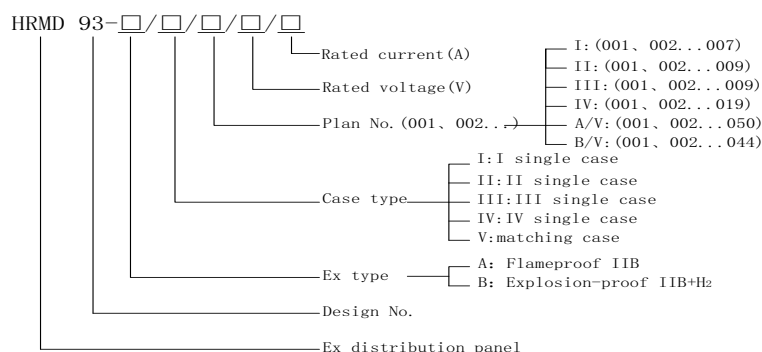 HRMD 93-□/□/□/□/□
Rated current(A)
Rated voltage(V)
Plan No.(001、002...)
I:(001、002...007)
II:(001、002...009)
III:(001、002...009)
IV:(001、002...019)
A/V:(001、002...050)
B/V:(001、002...044)
Case type
I:I single case
II:II single case
III:III single case
IV:IV single case
V:matching case
Ex type
A: Flameproof IIB
B: Explosion-proof IIB+H2
Design No.
Ex distribution panel